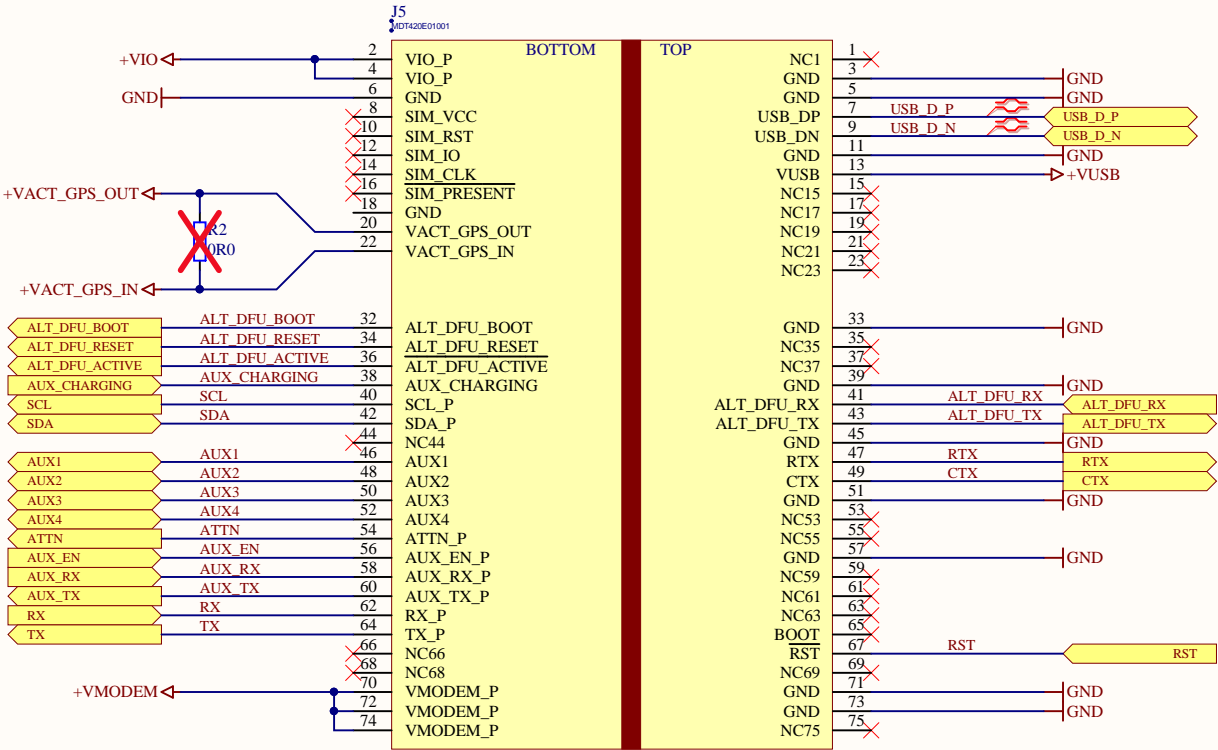 J5
MDT420E01001
BOTTOM TOP
+VIO 2 VIO_P NC1 1
4 VIO_P GND 3 GND
GND 6 GND GND 5 GND
8 SIM_VCC USB_DP 7 USB_D_P USB_D_P
10 SIM_RST USB_DN 9 USB_D_N USB_D_N
12 SIM_IO GND 11 GND
14 SIM_CLK VUSB 13 +VUSB
+VACT_GPS_OUT 16 SIM_PRESENT NC15 15
18 GND NC17 17
R2 20 VACT_GPS_OUT NC19 19
0R0 22 VACT_GPS_IN NC21 21
NC23 23
+VACT_GPS_IN
ALT_DFU_BOOT ALT_DFU_BOOT 32 ALT_DFU_BOOT GND 33 GND
ALT_DFU_RESET ALT_DFU_RESET 34 ALT_DFU_RESET NC35 35
ALT_DFU_ACTIVE ALT_DFU_ACTIVE 36 ALT_DFU_ACTIVE NC37 37
AUX_CHARGING AUX_CHARGING 38 AUX_CHARGING GND 39 GND
SCL SCL 40 SCL_P ALT_DFU_RX 41 ALT_DFU_RX ALT_DFU_RX
SDA SDA 42 SDA_P ALT_DFU_TX 43 ALT_DFU_TX ALT_DFU_TX
44 NC44 GND 45 GND
AUX1 AUX1 46 AUX1 RTX 47 RTX RTX
AUX2 AUX2 48 AUX2 CTX 49 CTX CTX
AUX3 AUX3 50 AUX3 GND 51 GND
AUX4 AUX4 52 AUX4 NC53 53
ATTN ATTN 54 ATTN_P NC55 55
AUX_EN AUX_EN 56 AUX_EN_P GND 57 GND
AUX_RX AUX_RX 58 AUX_RX_P NC59 59
AUX_TX AUX_TX 60 AUX_TX_P NC61 61
RX RX 62 RX_P NC63 63
TX TX 64 TX_P BOOT 65
66 NC66 RST 67 RST RST
68 NC68 NC69 69
+VMODEM 70 VMODEM_P GND 71 GND
72 VMODEM_P GND 73 GND
74 VMODEM_P NC75 75